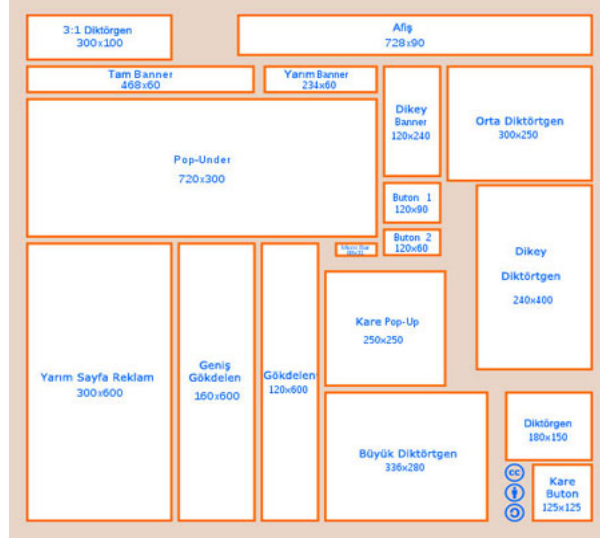 3:1 Diktörgen
300x100
Afiş
728x90
Tam Banner
468x60
Yarım Banner
234x60
Dikey
Banner
120x240
Orta Diktörtgen
300x250
Pop-Under
720x300
Buton 1
120x90
Buton 2
120x60
Dikey
Diktörtgen
240x400
Kare Pop-Up
250x250
Yarım Sayfa Reklam
300x600
Geniş
Gökdelen
160x600
Gökdelen
120x600
Büyük Diktörtgen
336x280
Diktörgen
180x150
cc
Kare
Buton
125x125